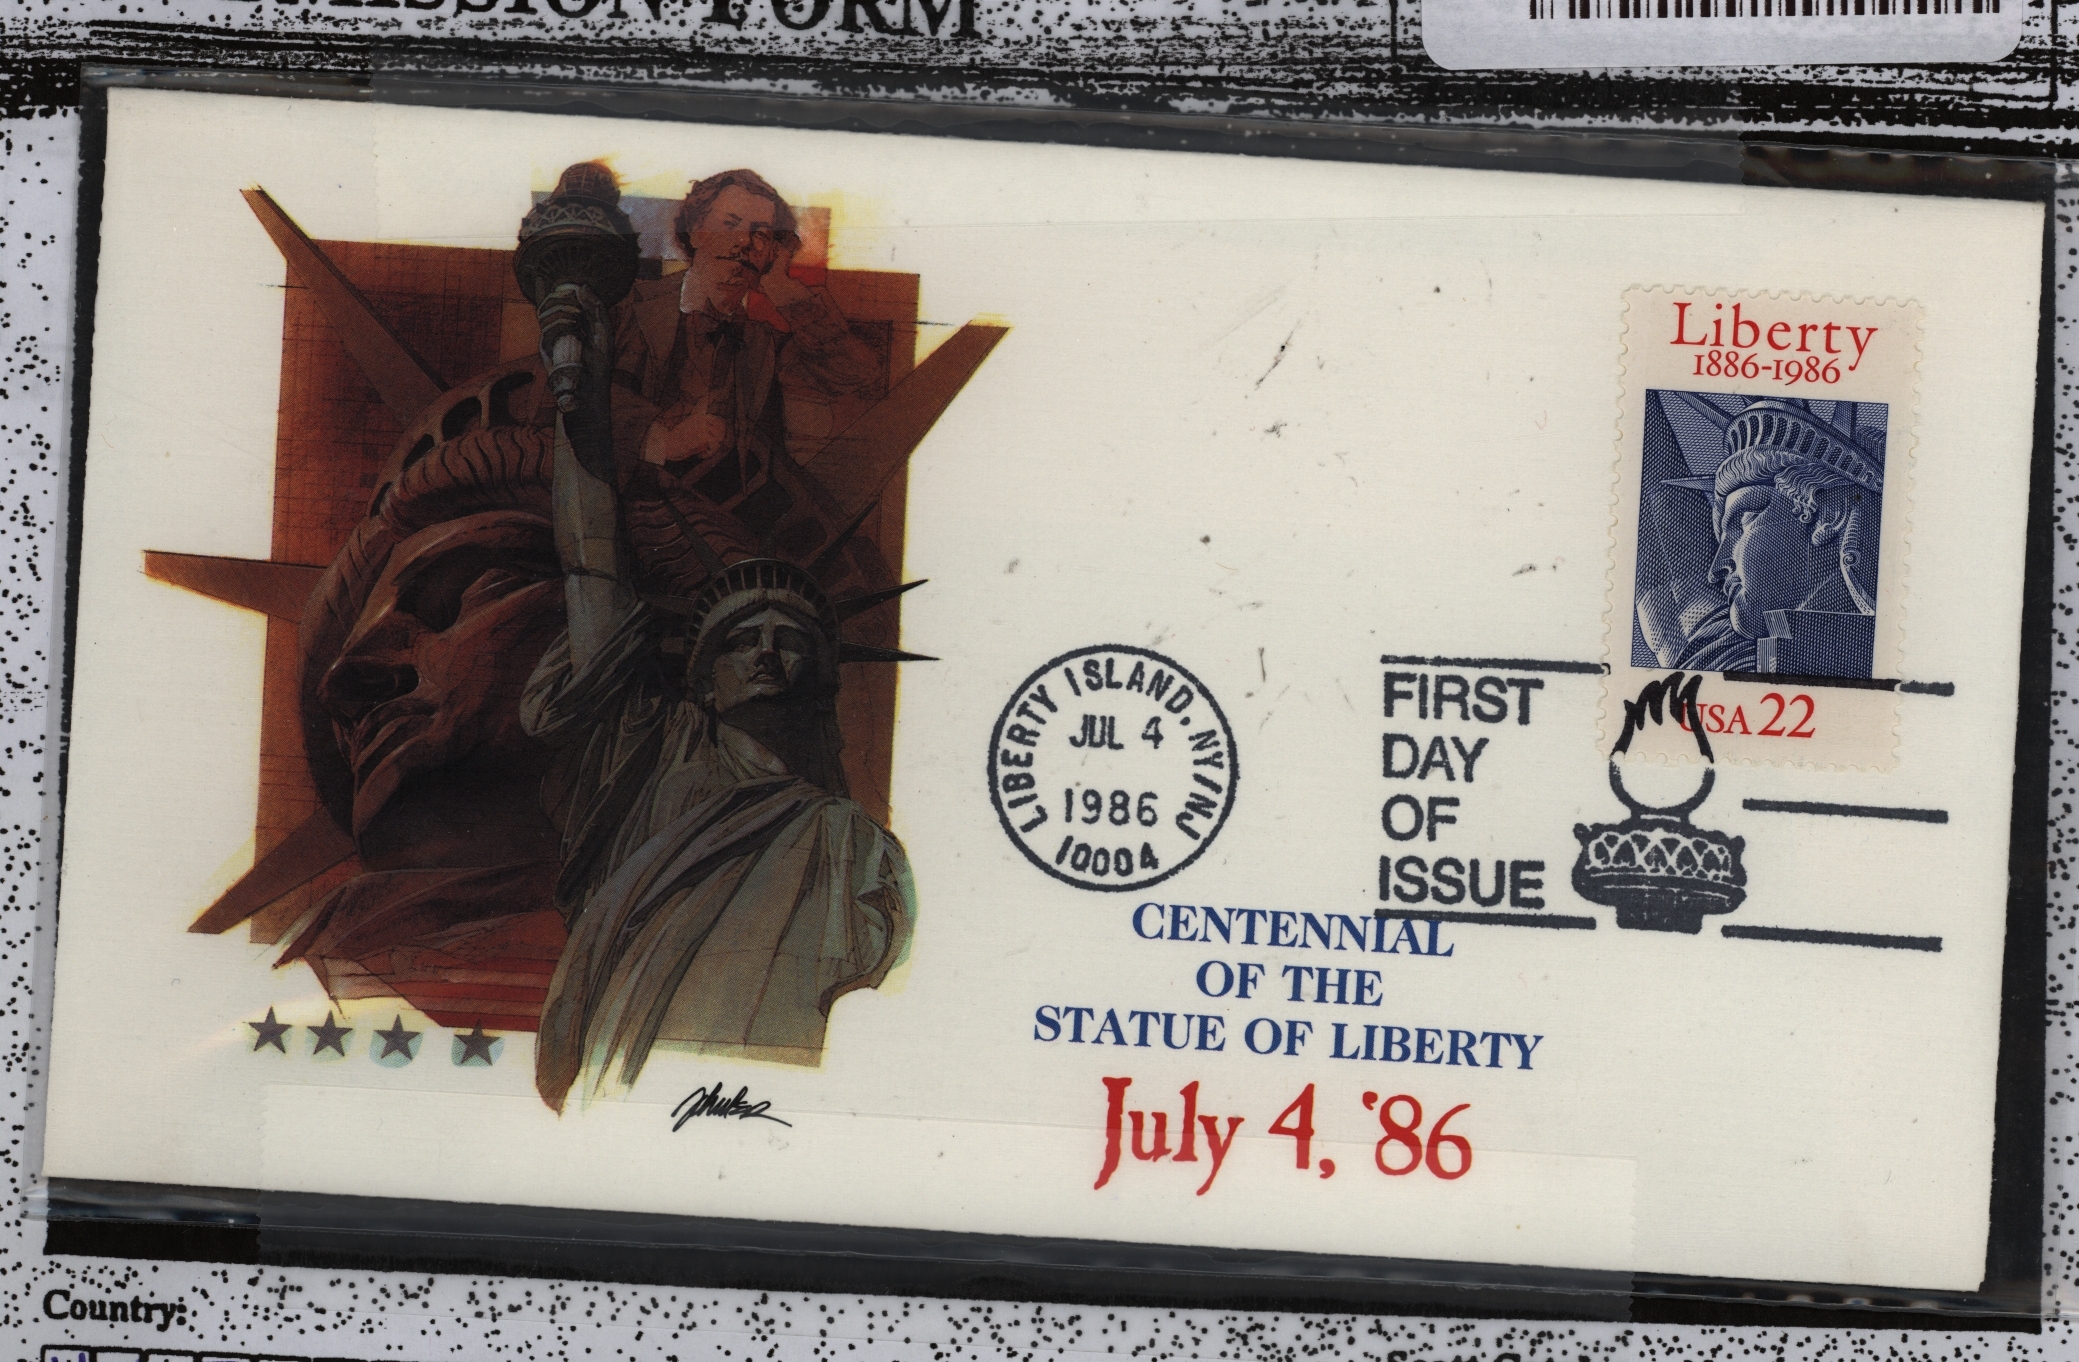 FORM
Liberty
1886-1986
USA 22
LIBERTY ISLAND, NY/NJ
JUL 4
1986
10004
FIRST
DAY
OF
ISSUE
CENTENNIAL
OF THE
STATUE OF LIBERTY
July 4, '86
Country: